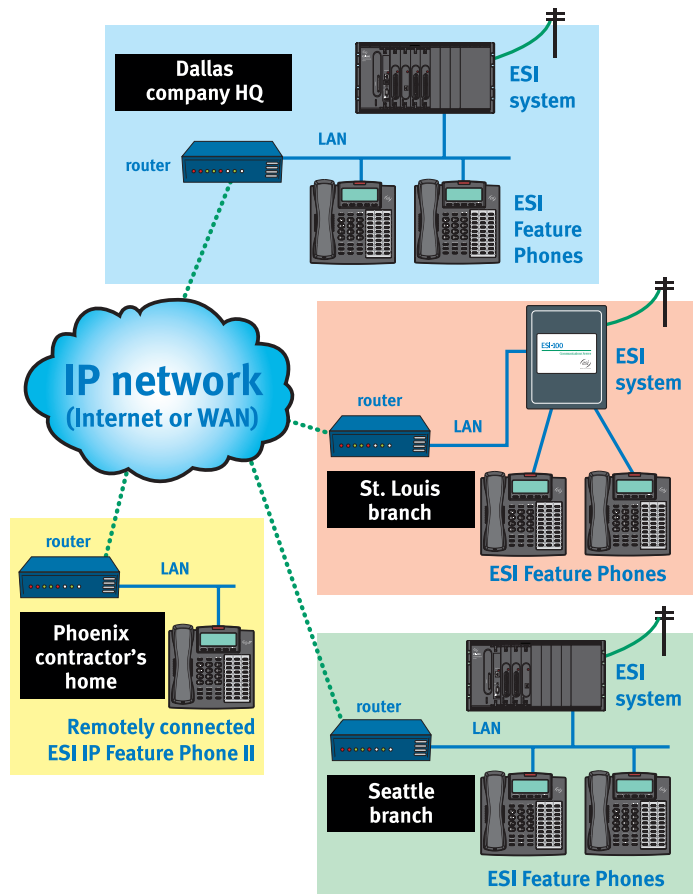 Dallas
company HQ
ESI
system
LAN
router
ESI
Feature
Phones
IP network
(Internet or WAN)
ESI-100
ESI
system
router
LAN
St. Louis
branch
ESI Feature Phones
router
LAN
Phoenix
contractor's
home
Remotely connected
ESI IP Feature Phone II
ESI
system
router
LAN
Seattle
branch
ESI Feature Phones